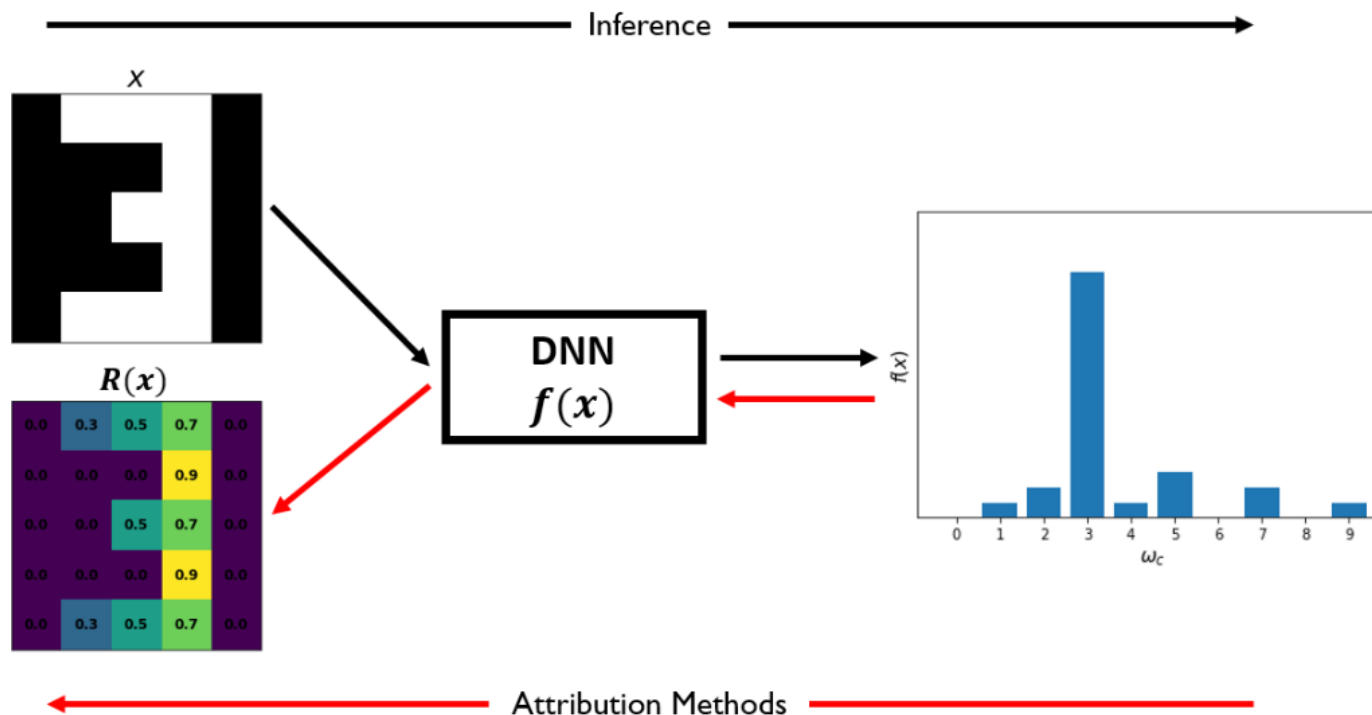 Inference
x
R(x)
0.0 0.3 0.5 0.7 0.0
0.0 0.0 0.0 0.9 0.0
0.0 0.0 0.5 0.7 0.0
0.0 0.0 0.0 0.9 0.0
0.0 0.3 0.5 0.7 0.0
DNN
f(x)
f(x)
0 1 2 3 4 5 6 7 8 9
ω_c
Attribution Methods